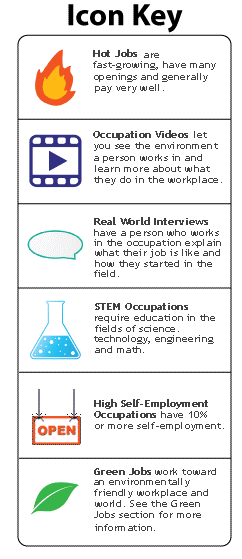 Icon Key
Hot Jobs are
fast-growing, have many
openings and generally
pay very well.
Occupation Videos let
you see the environment
a person works in and
learn more about what
they do in the workplace.
Real World Interviews
have a person who works
in the occupation explain
what their job is like and
how they started in the
field.
STEM Occupations
require education in the
fields of science.
technology, engineering
and math.
OPEN
High Self-Employment
Occupations have 10%
or more self-employment.
Green Jobs work toward
an environmentally
friendly workplace and
world. See the Green
Jobs section for more
information.